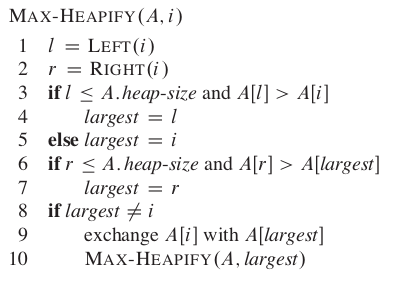 MAX-HEAPIFY(A, i)
1 l = LEFT(i)
2 r = RIGHT(i)
3 if l ≤ A.heap-size and A[l] > A[i]
4 largest = l
5 else largest = i
6 if r ≤ A.heap-size and A[r] > A[largest]
7 largest = r
8 if largest ≠ i
9 exchange A[i] with A[largest]
10 MAX-HEAPIFY(A, largest)